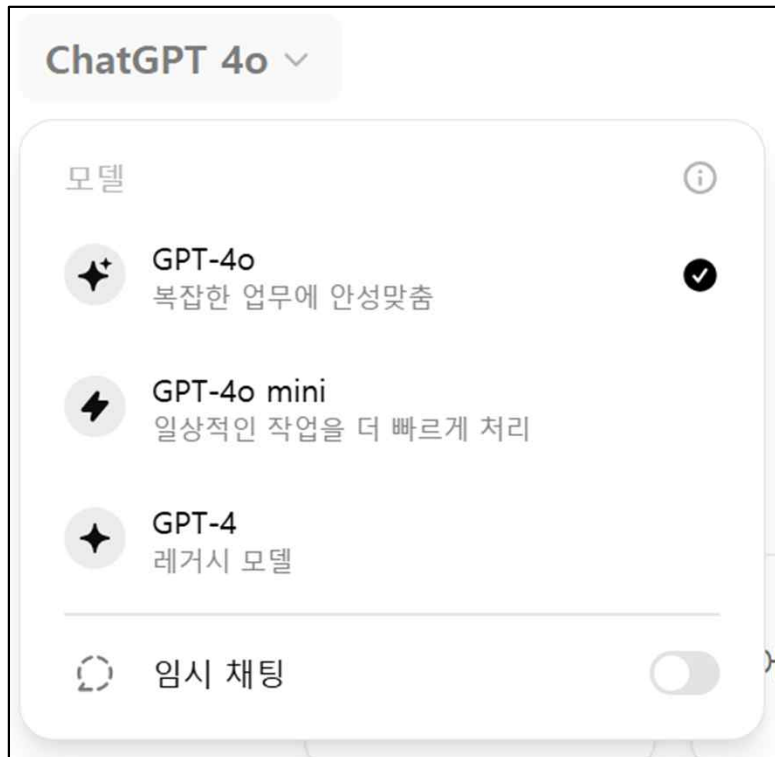 ChatGPT 4o
모델
GPT-4o
복잡한 업무에 안성맞춤
GPT-4o mini
일상적인 작업을 더 빠르게 처리
GPT-4
레거시 모델
임시 채팅